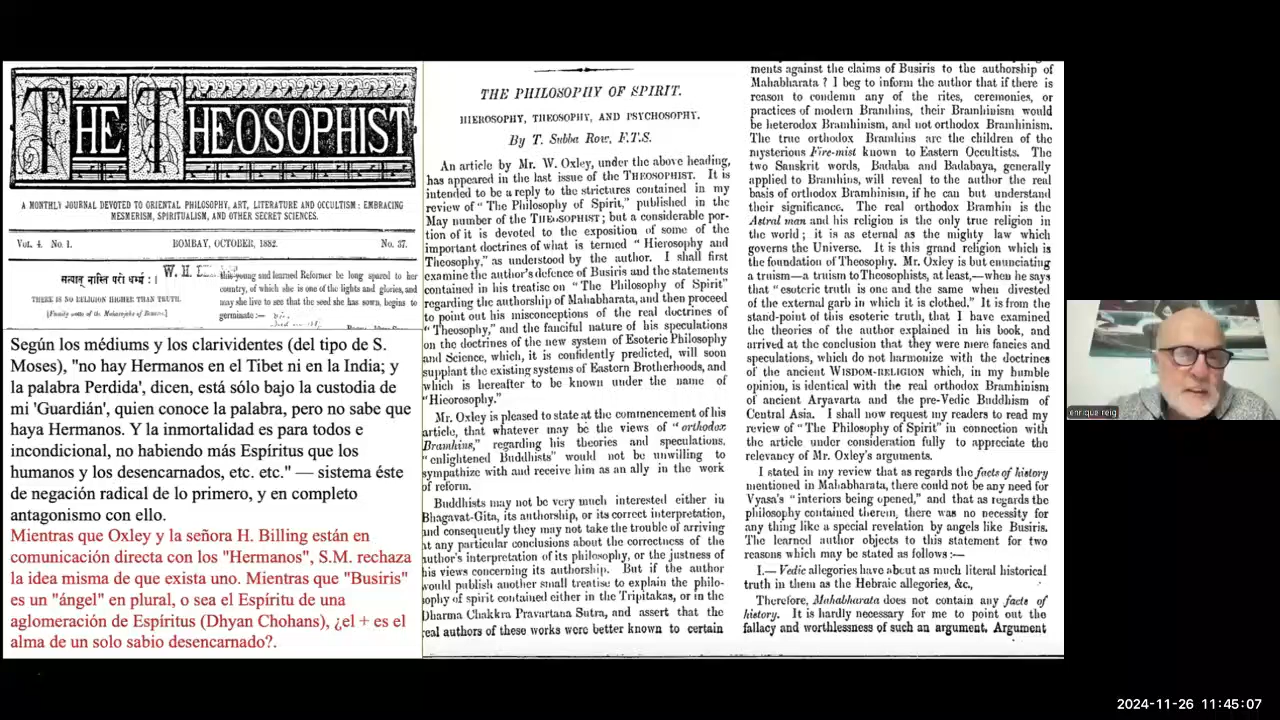 THE THEOSOPHIST
A MONTHLY JOURNAL DEVOTED TO ORIENTAL PHILOSOPHY, ART, LITERATURE AND OCCULTISM: EMBRACING
MESMERISM, SPIRITUALISM, AND OTHER SECRET SCIENCES.
Vol. 4. No. 1. BOMBAY, OCTOBER, 1882. No. 37.
THERE IS NO RELIGION HIGHER THAN TRUTH.
[Family motto of the Maharajahs of Benares.]
young and learned Reformer be long spared to her
country, of which she is one of the lights and glories, and
may she live to see that the seed she has sown, begins to
germinate:—
Según los médiums y los clarividentes (del tipo de S.
Moses), "no hay Hermanos en el Tibet ni en la India; y
la palabra Perdida', dicen, está sólo bajo la custodia de
mi 'Guardián', quien conoce la palabra, pero no sabe que
haya Hermanos. Y la inmortalidad es para todos e
incondicional, no habiendo más Espíritus que los
humanos y los desencarnados, etc. etc." — sistema éste
de negación radical de lo primero, y en completo
antagonismo con ello.
Mientras que Oxley y la señora H. Billing están en
comunicación directa con los "Hermanos", S.M. rechaza
la idea misma de que exista uno. Mientras que "Busiris"
es un "ángel" en plural, o sea el Espíritu de una
aglomeración de Espíritus (Dhyan Chohans), ¿el + es el
alma de un solo sabio desencarnado?.
THE PHILOSOPHY OF SPIRIT.
HIEROSOPHY, THEOSOPHY, AND PSYCHOSOPHY.
By T. Subba Row, F.T.S.
An article by Mr. W. Oxley, under the above heading,
has appeared in the last issue of the THEOSOPHIST. It is
intended to be a reply to the strictures contained in my
review of "The Philosophy of Spirit," published in the
May number of the THEOSOPHIST; but a considerable por-
tion of it is devoted to the exposition of some of the
important doctrines of what is termed "Hierosophy and
Theosophy," as understood by the author. I shall first
examine the author's defence of Busiris and the statements
contained in his treatise on "The Philosophy of Spirit"
regarding the authorship of Mahabharata, and then proceed
to point out his misconceptions of the real doctrines of
"Theosophy," and the fanciful nature of his speculations
on the doctrines of the new system of Esoteric Philosophy
and Science, which, it is confidently predicted, will soon
supplant the existing systems of Eastern Brotherhoods, and
which is hereafter to be known under the name of
"Hieorosophy."
Mr. Oxley is pleased to state at the commencement of his
article, that whatever may be the views of "orthodox
Bramhins," regarding his theories and speculations,
"enlightened Buddhists" would not be unwilling to
sympathize with and receive him as an ally in the work
of reform.
Buddhists may not be very much interested either in
Bhagavat-Gita, its authorship, or its correct interpretation,
and consequently they may not take the trouble of arriving
at any particular conclusions about the correctness of the
author's interpretation of its philosophy, or the justness of
his views concerning its authorship. But if the author
would publish another small treatise to explain the philo-
sophy of spirit contained either in the Tripitakas, or in the
Dharma Chakkra Pravartana Sutra, and assert that the
real authors of these works were better known to certain
ments against the claims of Busiris to the authorship of
Mahabharata? I beg to inform the author that if there is
reason to condemn any of the rites, ceremonies, or
practices of modern Bramhins, their Bramhinism would
be heterodox Bramhinism, and not orthodox Bramhinism.
The true orthodox Bramhins are the children of the
mysterious Fire-mist known to Eastern Occultists. The
two Sanskrit words, Badaba and Badabaya, generally
applied to Bramhins, will reveal to the author the real
basis of orthodox Bramhinism, if he can but understand
their significance. The real orthodox Bramhin is the
Astral man and his religion is the only true religion in
the world; it is as eternal as the mighty law which
governs the Universe. It is this grand religion which is
the foundation of Theosophy. Mr. Oxley is but enunciating
a truism—a truism to Theosophists, at least,—when he says
that "esoteric truth is one and the same when divested
of the external garb in which it is clothed." It is from the
stand-point of this esoteric truth, that I have examined
the theories of the author explained in his book, and
arrived at the conclusion that they were mere fancies and
speculations, which do not harmonize with the doctrines
of the ancient WISDOM-RELIGION which, in my humble
opinion, is identical with the real orthodox Bramhinism
of ancient Aryavarta and the pre-Vedic Buddhism of
Central Asia. I shall now request my readers to read my
review of "The Philosophy of Spirit" in connection with
the article under consideration fully to appreciate the
relevancy of Mr. Oxley's arguments.
I stated in my review that as regards the facts of history
mentioned in Mahabharata, there could not be any need for
Vyasa's "interiors being opened," and that as regards the
philosophy contained therein, there was no necessity for
any thing like a special revelation by angels like Busiris.
The learned author objects to this statement for two
reasons which may be stated as follows:—
I.—Vedic allegories have about as much literal historical
truth in them as the Hebraic allegories, &c.,
Therefore, Mahabharata does not contain any facts of
history. It is hardly necessary for me to point out the
fallacy and worthlessness of such an argument. Argument
enrique reig
2024-11-26 11:45:07